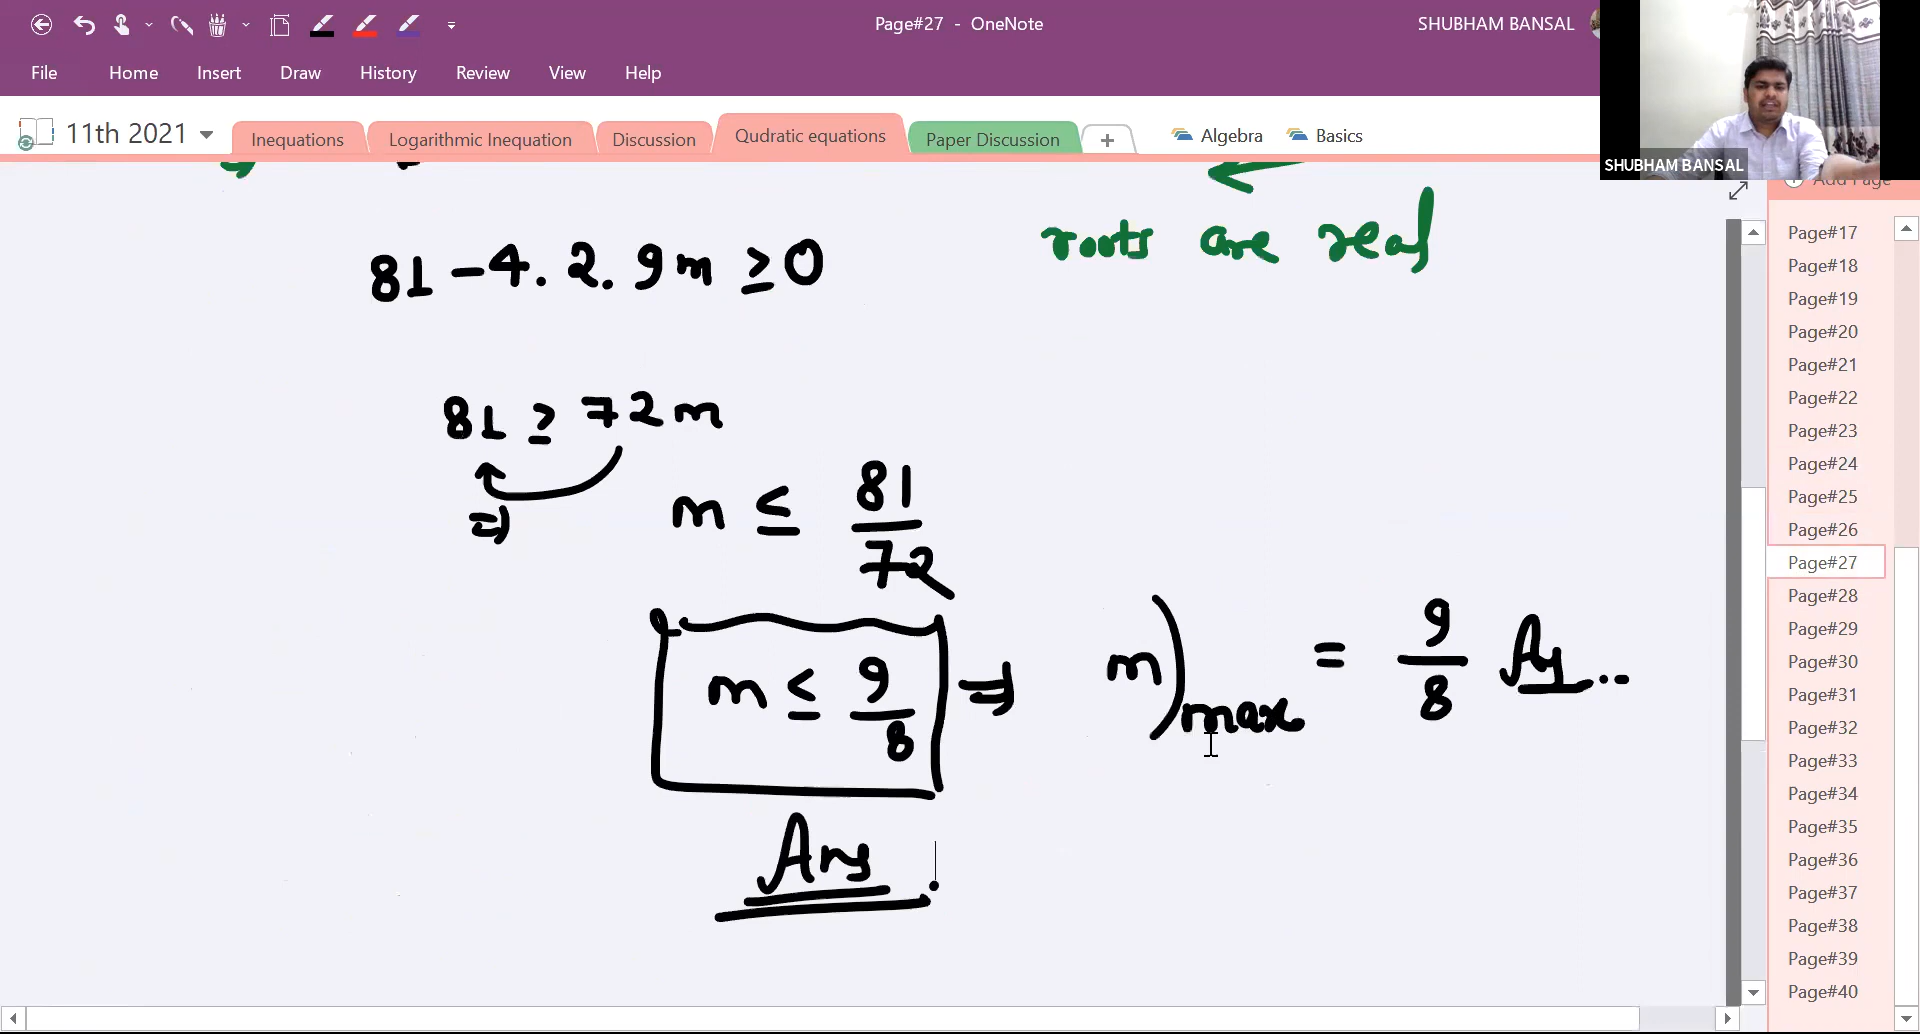 Page#27 - OneNote
SHUBHAM BANSAL
File Home Insert Draw History Review View Help
11th 2021
Inequations
Logarithmic Inequation
Discussion
Qudratic equations
Paper Discussion
+
Algebra
Basics
SHUBHAM BANSAL
Add Page
roots are real
81 - 4 . 2 . 9m ≥ 0
81 ≥ 72m
⇒ m ≤ 81/72
m ≤ 9/8 ⇒ m)max = 9/8 Ans..
Ans.
Page#17
Page#18
Page#19
Page#20
Page#21
Page#22
Page#23
Page#24
Page#25
Page#26
Page#27
Page#28
Page#29
Page#30
Page#31
Page#32
Page#33
Page#34
Page#35
Page#36
Page#37
Page#38
Page#39
Page#40